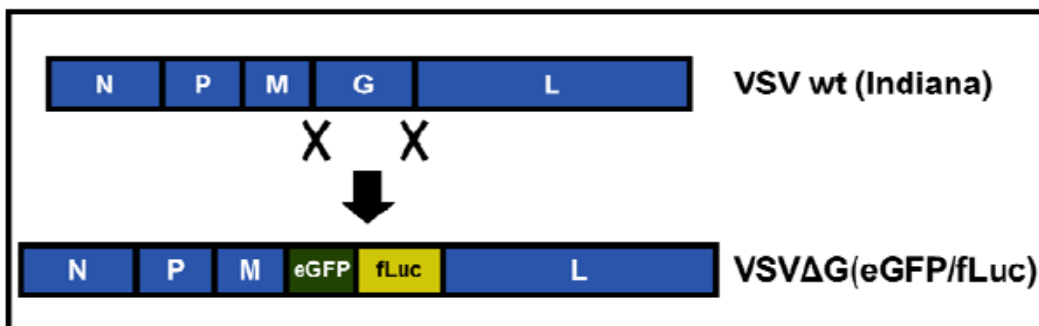 N P M G L VSV wt (Indiana)
X X
N P M eGFP fLuc L VSVΔG(eGFP/fLuc)